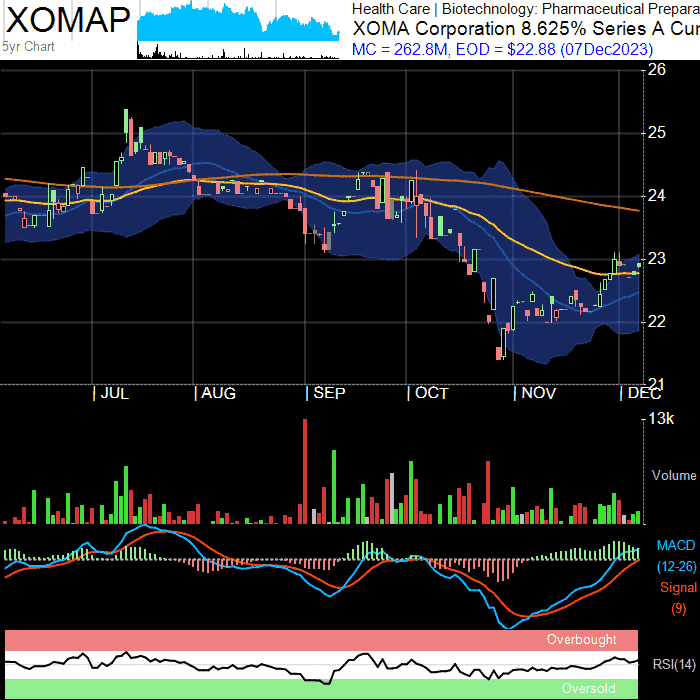 XOMAP
5yr Chart
Health Care | Biotechnology: Pharmaceutical Prepara
XOMA Corporation 8.625% Series A Cur
MC = 262.8M, EOD = $22.88 (07Dec2023)
26
25
24
23
22
21
| JUL | AUG | SEP | OCT | NOV | DEC
13k
Volume
MACD
(12-26)
Signal
(9)
Overbought
RSI(14)
Oversold